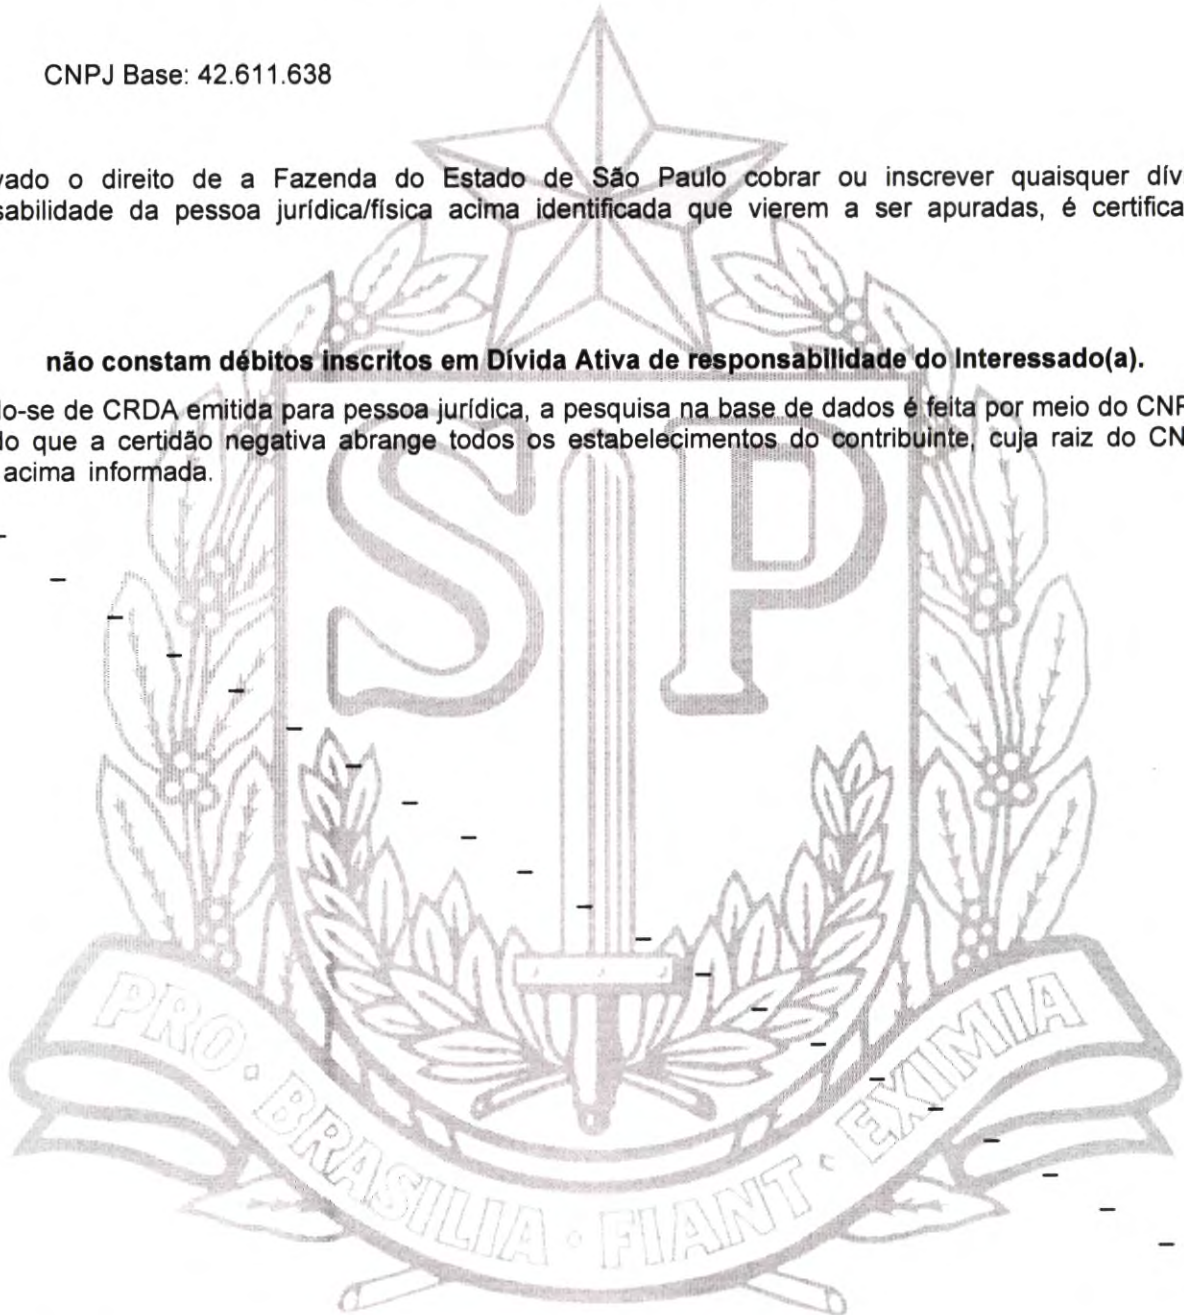 CNPJ Base: 42.611.638
vado o direito de a Fazenda do Estado de São Paulo cobrar ou inscrever quaisquer dív
sabilidade da pessoa jurídica/física acima identificada que vierem a ser apuradas, é certifica
não constam débitos inscritos em Dívida Ativa de responsabilidade do Interessado(a).
do-se de CRDA emitida para pessoa jurídica, a pesquisa na base de dados é feita por meio do CNP
do que a certidão negativa abrange todos os estabelecimentos do contribuinte, cuja raiz do CN
acima informada.
SP
PRO • BRASILIA • FIANT • EXIMIA